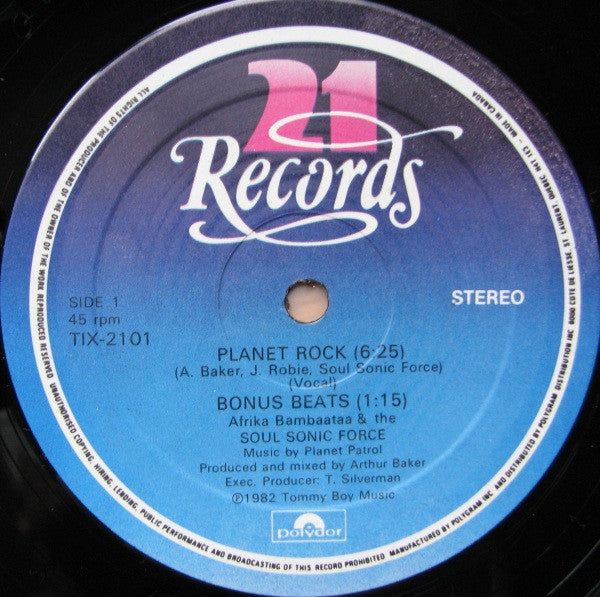 21
Records
SIDE 1
45 rpm
TIX-2101
STEREO
PLANET ROCK (6:25)
(A. Baker, J. Robie, Soul Sonic Force)
(Vocal)
BONUS BEATS (1:15)
Afrika Bambaataa & the
SOUL SONIC FORCE
Music by Planet Patrol
Produced and mixed by Arthur Baker
Exec. Producer: T. Silverman
℗1982 Tommy Boy Music
polydor
ALL RIGHTS OF THE PRODUCER AND OF THE OWNER OF THE WORK REPRODUCED RESERVED. UNAUTHORISED COPYING, HIRING, LENDING, PUBLIC PERFORMANCE AND BROADCASTING OF THIS RECORD PROHIBITED. MANUFACTURED BY POLYGRAM INC AND DISTRIBUTED BY POLYGRAM DISTRIBUTION INC 6000 COTE DE LIESSE, ST LAURENT, QUEBEC H4T 1E3 - MADE IN CANADA